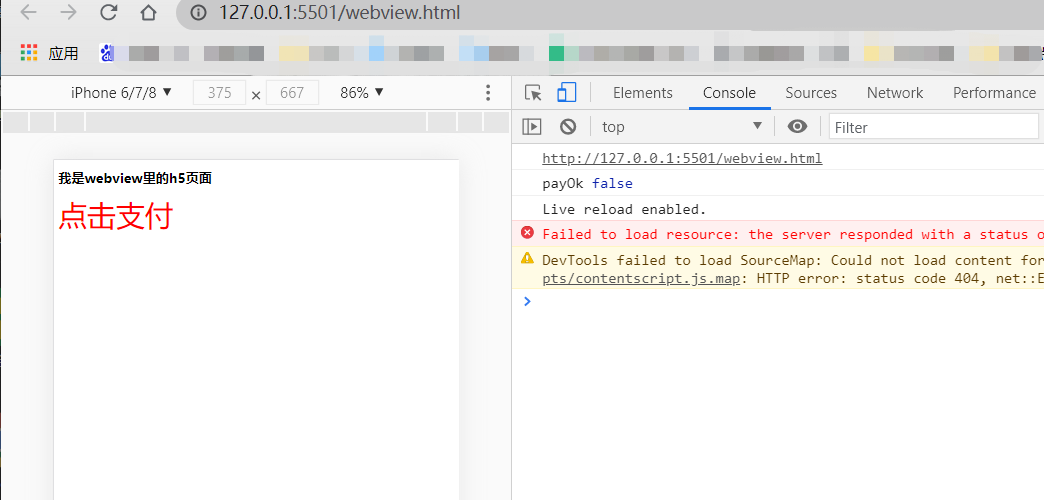 127.0.0.1:5501/webview.html
应用
iPhone 6/7/8 ▼ 375 × 667 86% ▼
Elements Console Sources Network Performance
top ▼ Filter
http://127.0.0.1:5501/webview.html
payOk false
Live reload enabled.
Failed to load resource: the server responded with a status
DevTools failed to load SourceMap: Could not load content for
pts/contentscript.js.map: HTTP error: status code 404, net::E
我是webview里的h5页面
点击支付